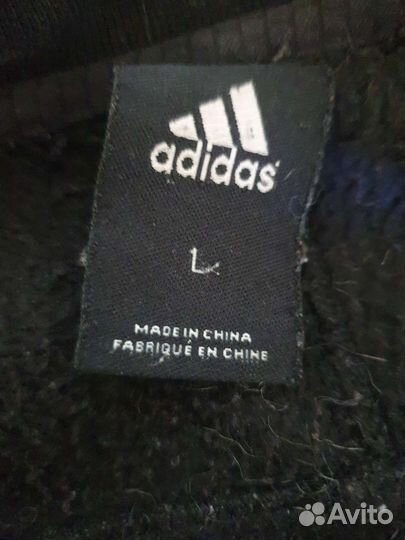 adidas
L
MADE IN CHINA
FABRIQUÉ EN CHINE
Avito